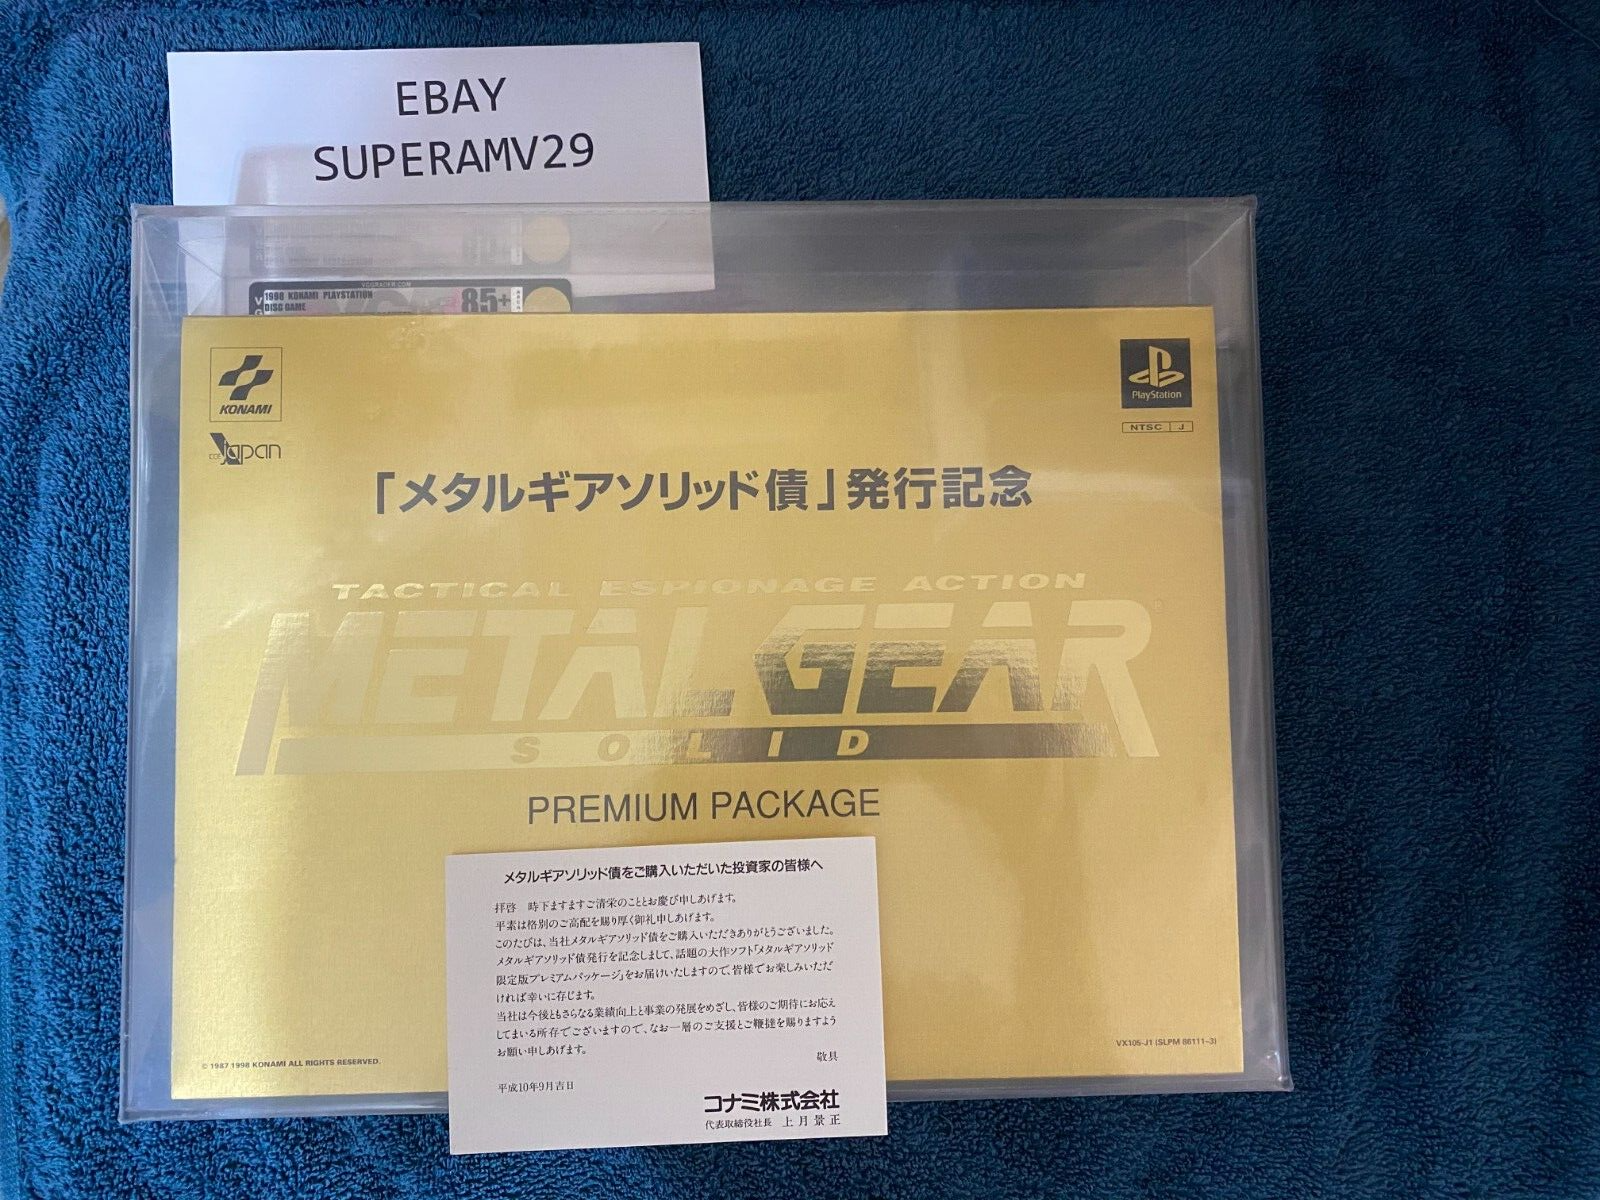 EBAY
SUPERAMV29
VGGRADER.COM
1998 KONAMI PLAYSTATION
DISC GAME
85+
KONAMI
Japan
PlayStation
NTSC J
「メタルギアソリッド債」発行記念
TACTICAL ESPIONAGE ACTION
METAL GEAR
SOLID
PREMIUM PACKAGE
メタルギアソリッド債をご購入いただいた投資家の皆様へ
拝啓 時下ますますご清栄のこととお慶び申しあげます。
平素は格別のご高配を賜り厚く御礼申しあげます。
このたびは、当社メタルギアソリッド債をご購入いただきありがとうございました。
メタルギアソリッド債発行を記念しまして、話題の大作ソフト「メタルギアソリッド
限定版プレミアムパッケージ」をお届けいたしますので、皆様でお楽しみいただ
ければ幸いに存じます。
当社は今後ともさらなる業績向上と事業の発展をめざし、皆様のご期待にお応え
してまいる所存でございますので、なお一層のご支援とご鞭撻を賜りますよう
お願い申しあげます。
敬具
平成10年9月吉日
コナミ株式会社
代表取締役社長 上月景正
© 1987 1998 KONAMI ALL RIGHTS RESERVED.
VX105-J1 (SLPM 86111~3)